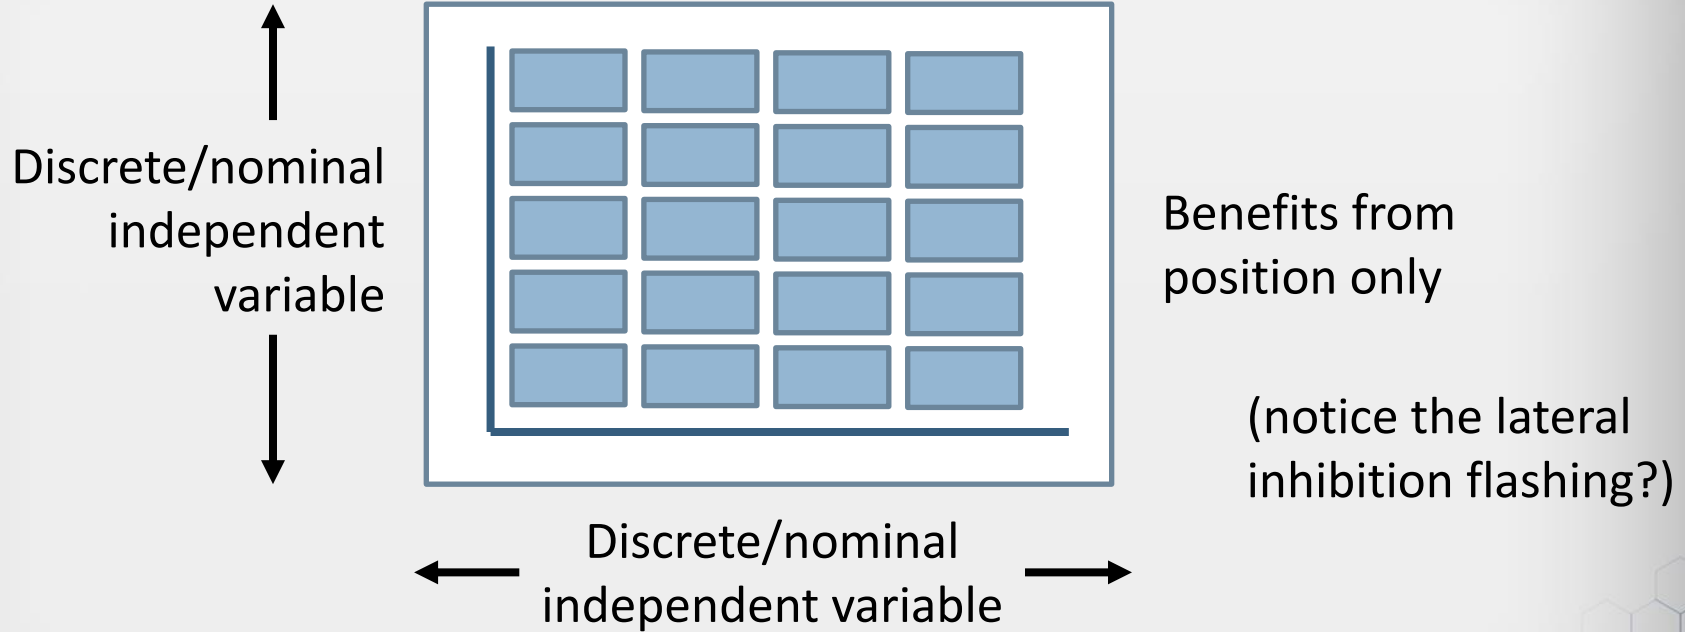 Discrete/nominal
independent
variable
Benefits from
position only
(notice the lateral
inhibition flashing?)
Discrete/nominal
independent variable